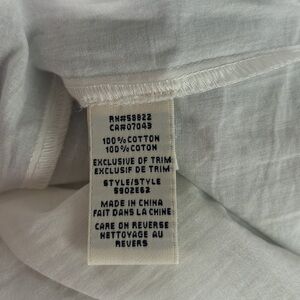 RN#58822
CA#07043
100%COTTON
100%COTON
EXCLUSIVE OF TRIM
EXCLUSIF DE TRIM
STYLE/STYLE
5902E62
MADE IN CHINA
FAIT DANS LA CHINE
CARE ON REVERSE
NETTOYAGE AU
REVERS